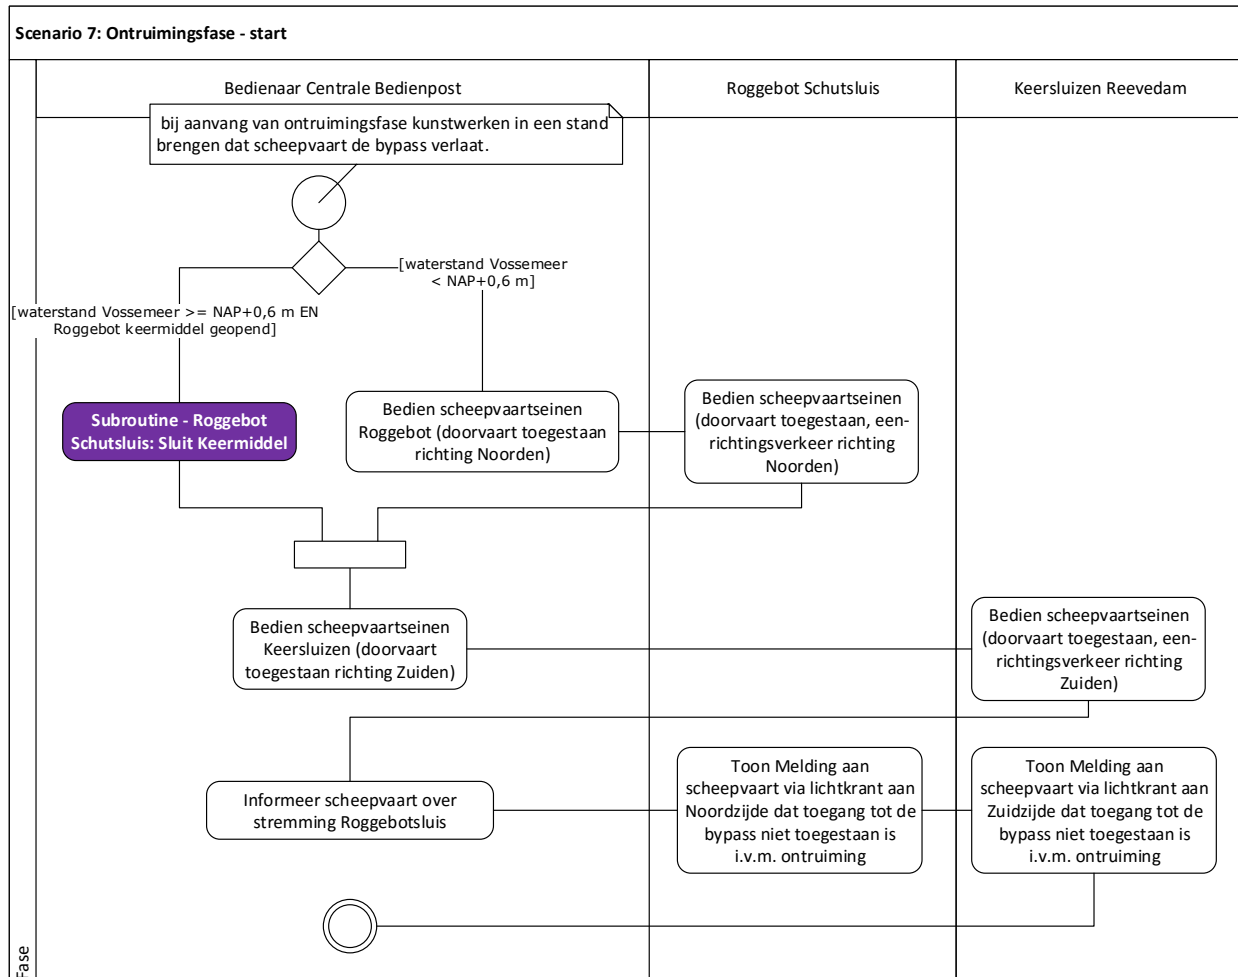 Scenario 7: Ontruimingsfase - start
Bedienaar Centrale Bedienpost
Roggebot Schutsluis
Keersluizen Reevedam
bij aanvang van ontruimingsfase kunstwerken in een stand
brengen dat scheepvaart de bypass verlaat.
[waterstand Vossemeer
< NAP+0,6 m]
[waterstand Vossemeer >= NAP+0,6 m EN
Roggebot keermiddel geopend]
Subroutine - Roggebot
Schutsluis: Sluit Keermiddel
Bedien scheepvaartseinen
Roggebot (doorvaart toegestaan
richting Noorden)
Bedien scheepvaartseinen
(doorvaart toegestaan, een-
richtingsverkeer richting
Noorden)
Bedien scheepvaartseinen
Keersluizen (doorvaart
toegestaan richting Zuiden)
Bedien scheepvaartseinen
(doorvaart toegestaan, een-
richtingsverkeer richting
Zuiden)
Informeer scheepvaart over
stremming Roggebotsluis
Toon Melding aan
scheepvaart via lichtkrant aan
Noordzijde dat toegang tot de
bypass niet toegestaan is
i.v.m. ontruiming
Toon Melding aan
scheepvaart via lichtkrant aan
Zuidzijde dat toegang tot de
bypass niet toegestaan is
i.v.m. ontruiming
Fase